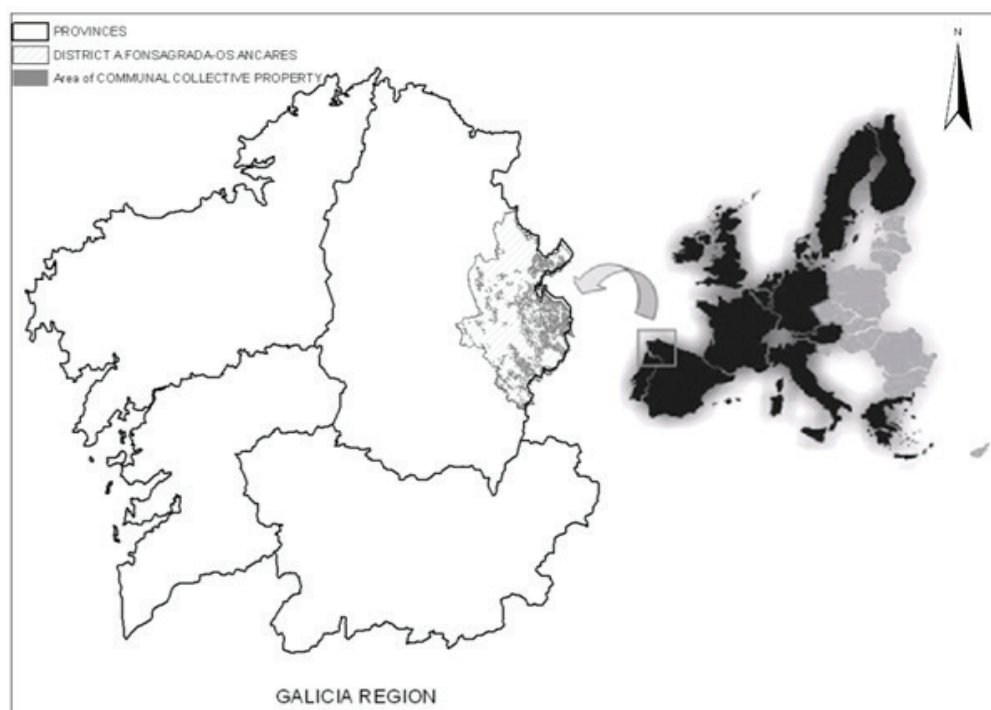 PROVINCES
DISTRICT A FONSAGRADA-OS ANCARES
Area of COMMUNAL COLLECTIVE PROPERTY
N
GALICIA REGION